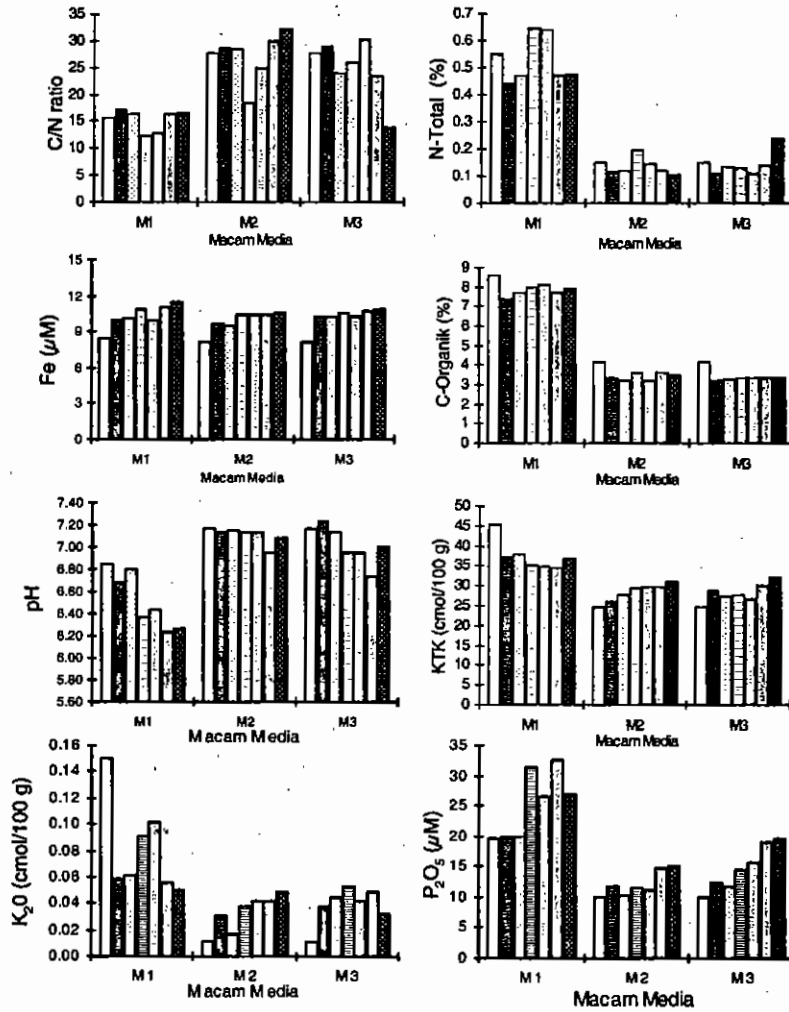 C/N ratio
35
30
25
20
15
10
5
0
M1 M2 M3
Macam Media
N-Total (%)
0.7
0.6
0.5
0.4
0.3
0.2
0.1
0
M1 M2 M3
Macam Media
Fe (µM)
15
12
9
6
3
0
M1 M2 M3
Macam Media
C-Organik (%)
9
8
7
6
5
4
3
2
1
0
M1 M2 M3
Macam Media
pH
7.40
7.20
7.00
6.80
6.60
6.40
6.20
6.00
5.80
5.60
M1 M2 M3
Macam Media
KTK (cmol/100 g)
50
45
40
35
30
25
20
15
10
5
0
M1 M2 M3
Macam Media
K₂0 (cmol/100 g)
0.16
0.14
0.12
0.10
0.08
0.06
0.04
0.02
0.00
M1 M2 M3
Macam Media
P₂O₅ (µM)
35
30
25
20
15
10
5
0
M1 M2 M3
Macam Media